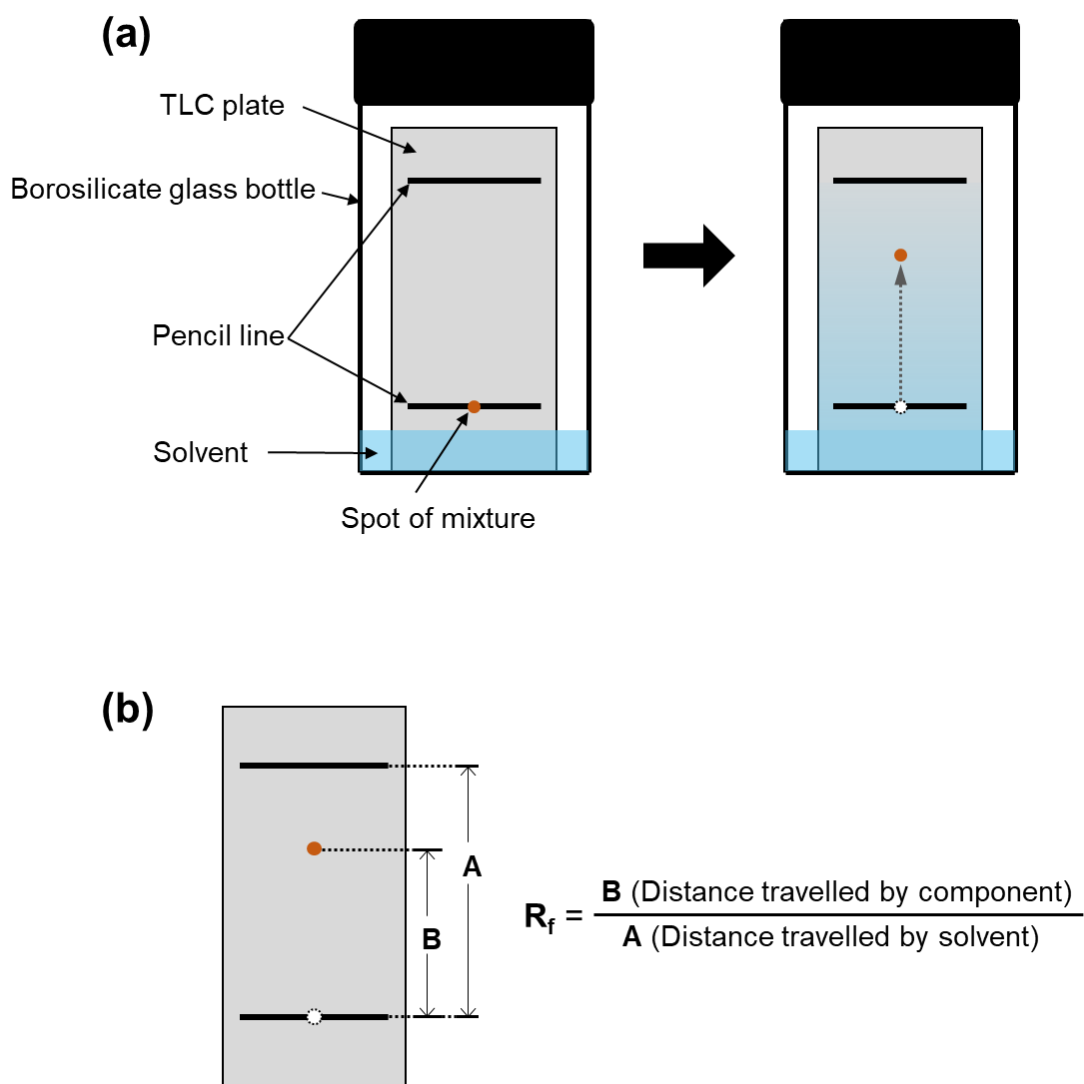 (a)
TLC plate
Borosilicate glass bottle
Pencil line
Solvent
Spot of mixture
(b)
A
B
Rf = B (Distance travelled by component)
A (Distance travelled by solvent)